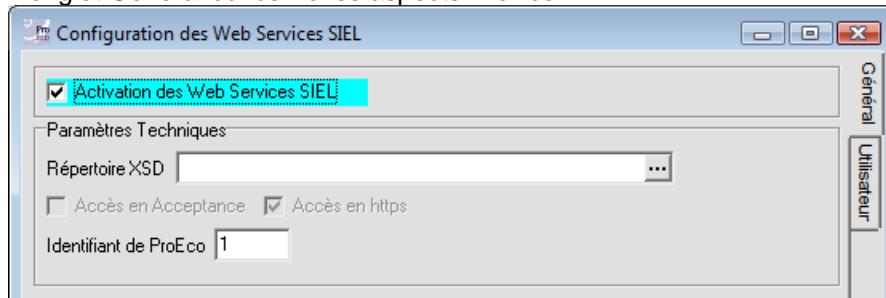 Configuration des Web Services SIEL
Activation des Web Services SIEL
Général
Utilisateur
Paramètres Techniques
Répertoire XSD
...
Accès en Acceptance Accès en https
Identifiant de ProEco 1